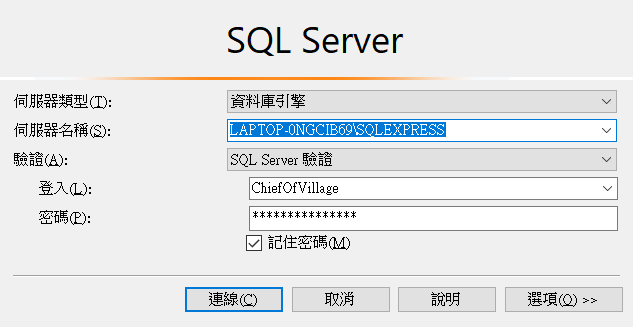 SQL Server
伺服器類型(T):
資料庫引擎
伺服器名稱(S):
LAPTOP-0NGCIB69\SQLEXPRESS
驗證(A):
SQL Server 驗證
登入(L):
ChiefOfVillage
密碼(P):
***************
記住密碼(M)
連線(C)
取消
說明
選項(O) >>